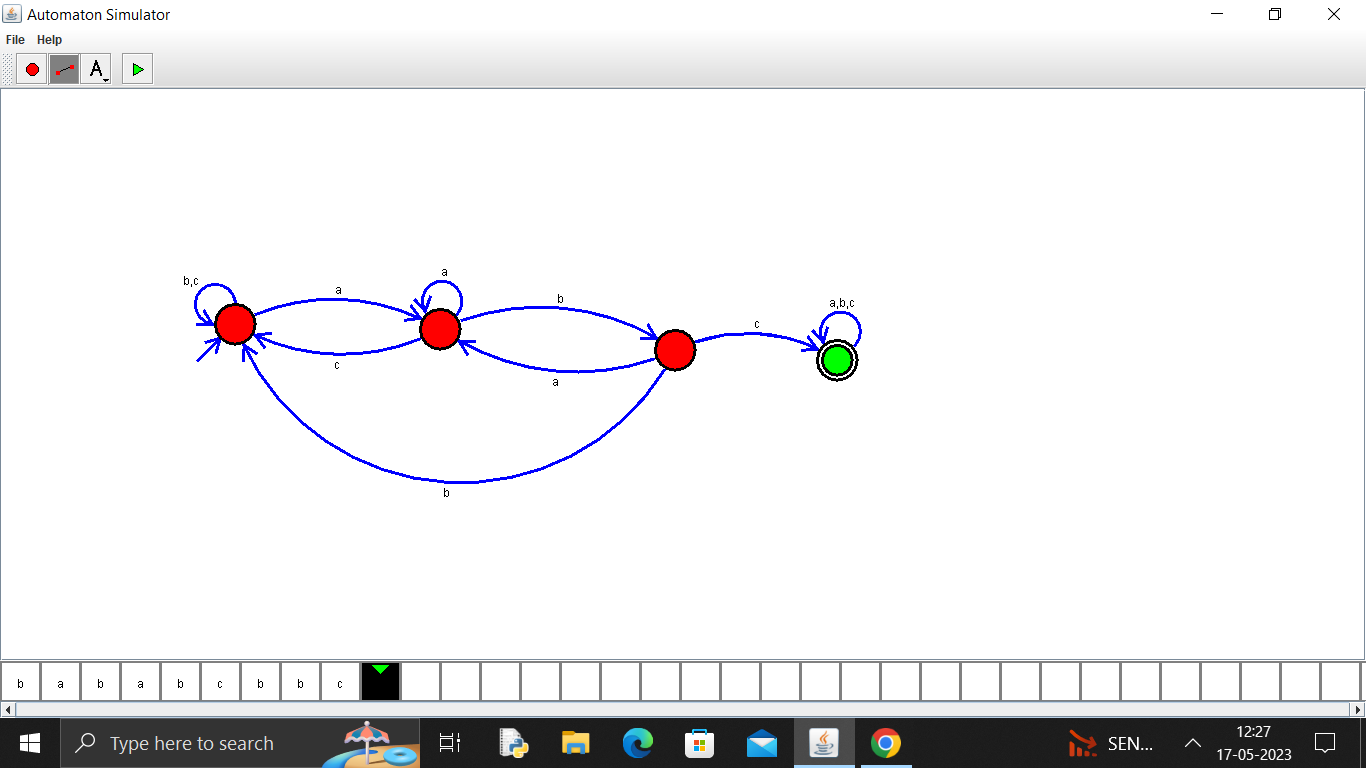 Automaton Simulator
File Help
A
a
b,c
a
b
a,b,c
c
c
a
b
b a b a b c b b c
Type here to search
SEN...
12:27
17-05-2023